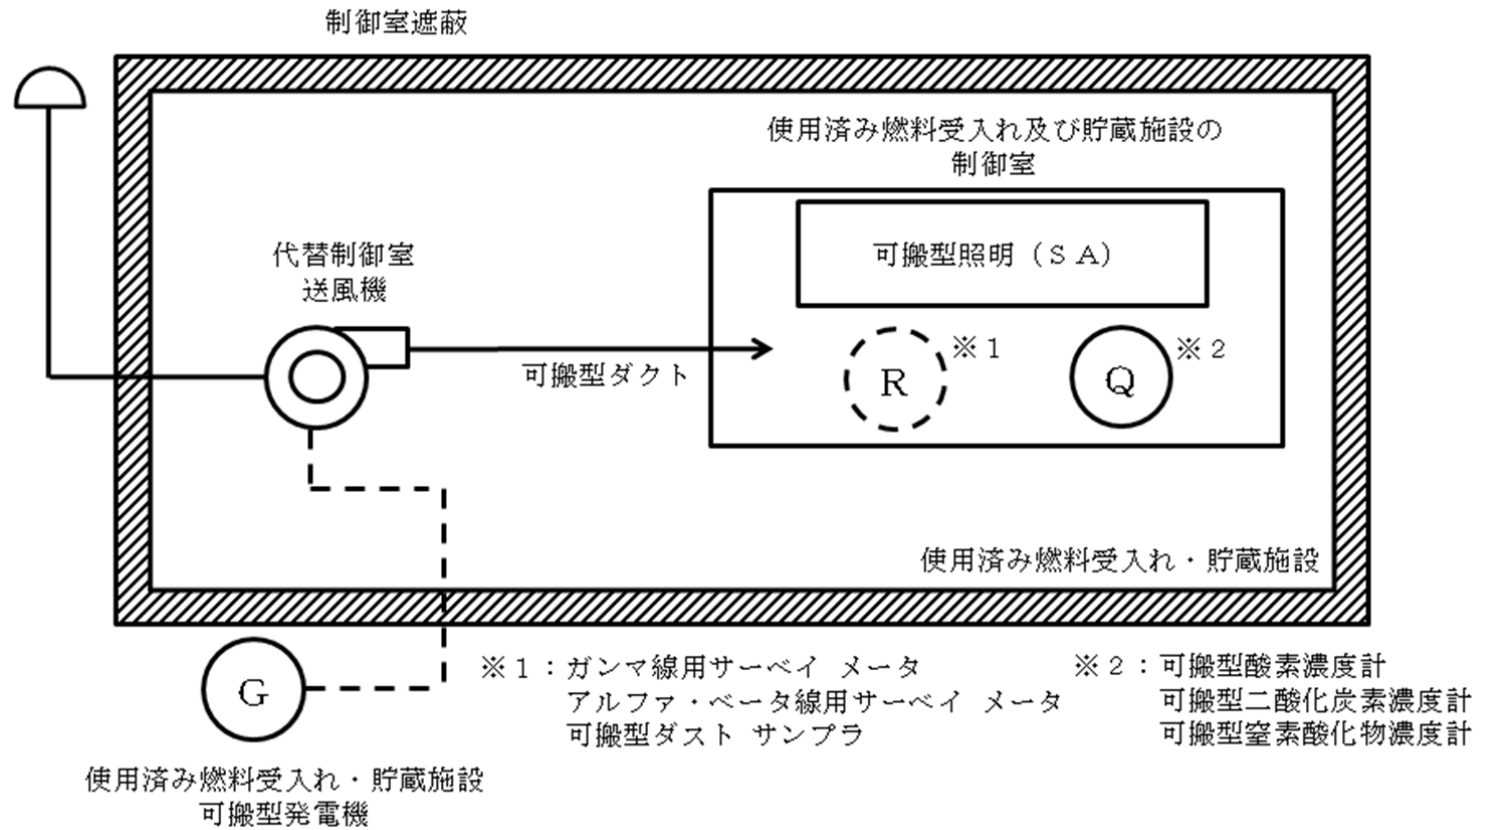 制御室遮蔽
使用済み燃料受入れ及び貯蔵施設の
制御室
可搬型照明（ＳＡ）
代替制御室
送風機
※１
※２
R
Q
可搬型ダクト
使用済み燃料受入れ・貯蔵施設
G
使用済み燃料受入れ・貯蔵施設
可搬型発電機
※１：ガンマ線用サーベイ メータ
アルファ・ベータ線用サーベイ メータ
可搬型ダスト サンプラ
※２：可搬型酸素濃度計
可搬型二酸化炭素濃度計
可搬型窒素酸化物濃度計